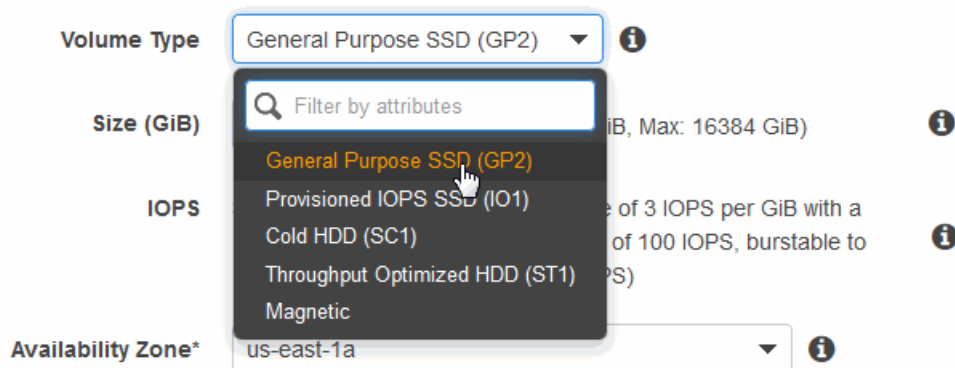 Volume Type General Purpose SSD (GP2)
Filter by attributes
Size (GiB) iB, Max: 16384 GiB)
General Purpose SSD (GP2)
Provisioned IOPS SSD (IO1)
IOPS of 3 IOPS per GiB with a
Cold HDD (SC1) of 100 IOPS, burstable to
Throughput Optimized HDD (ST1) PS)
Magnetic
Availability Zone* us-east-1a